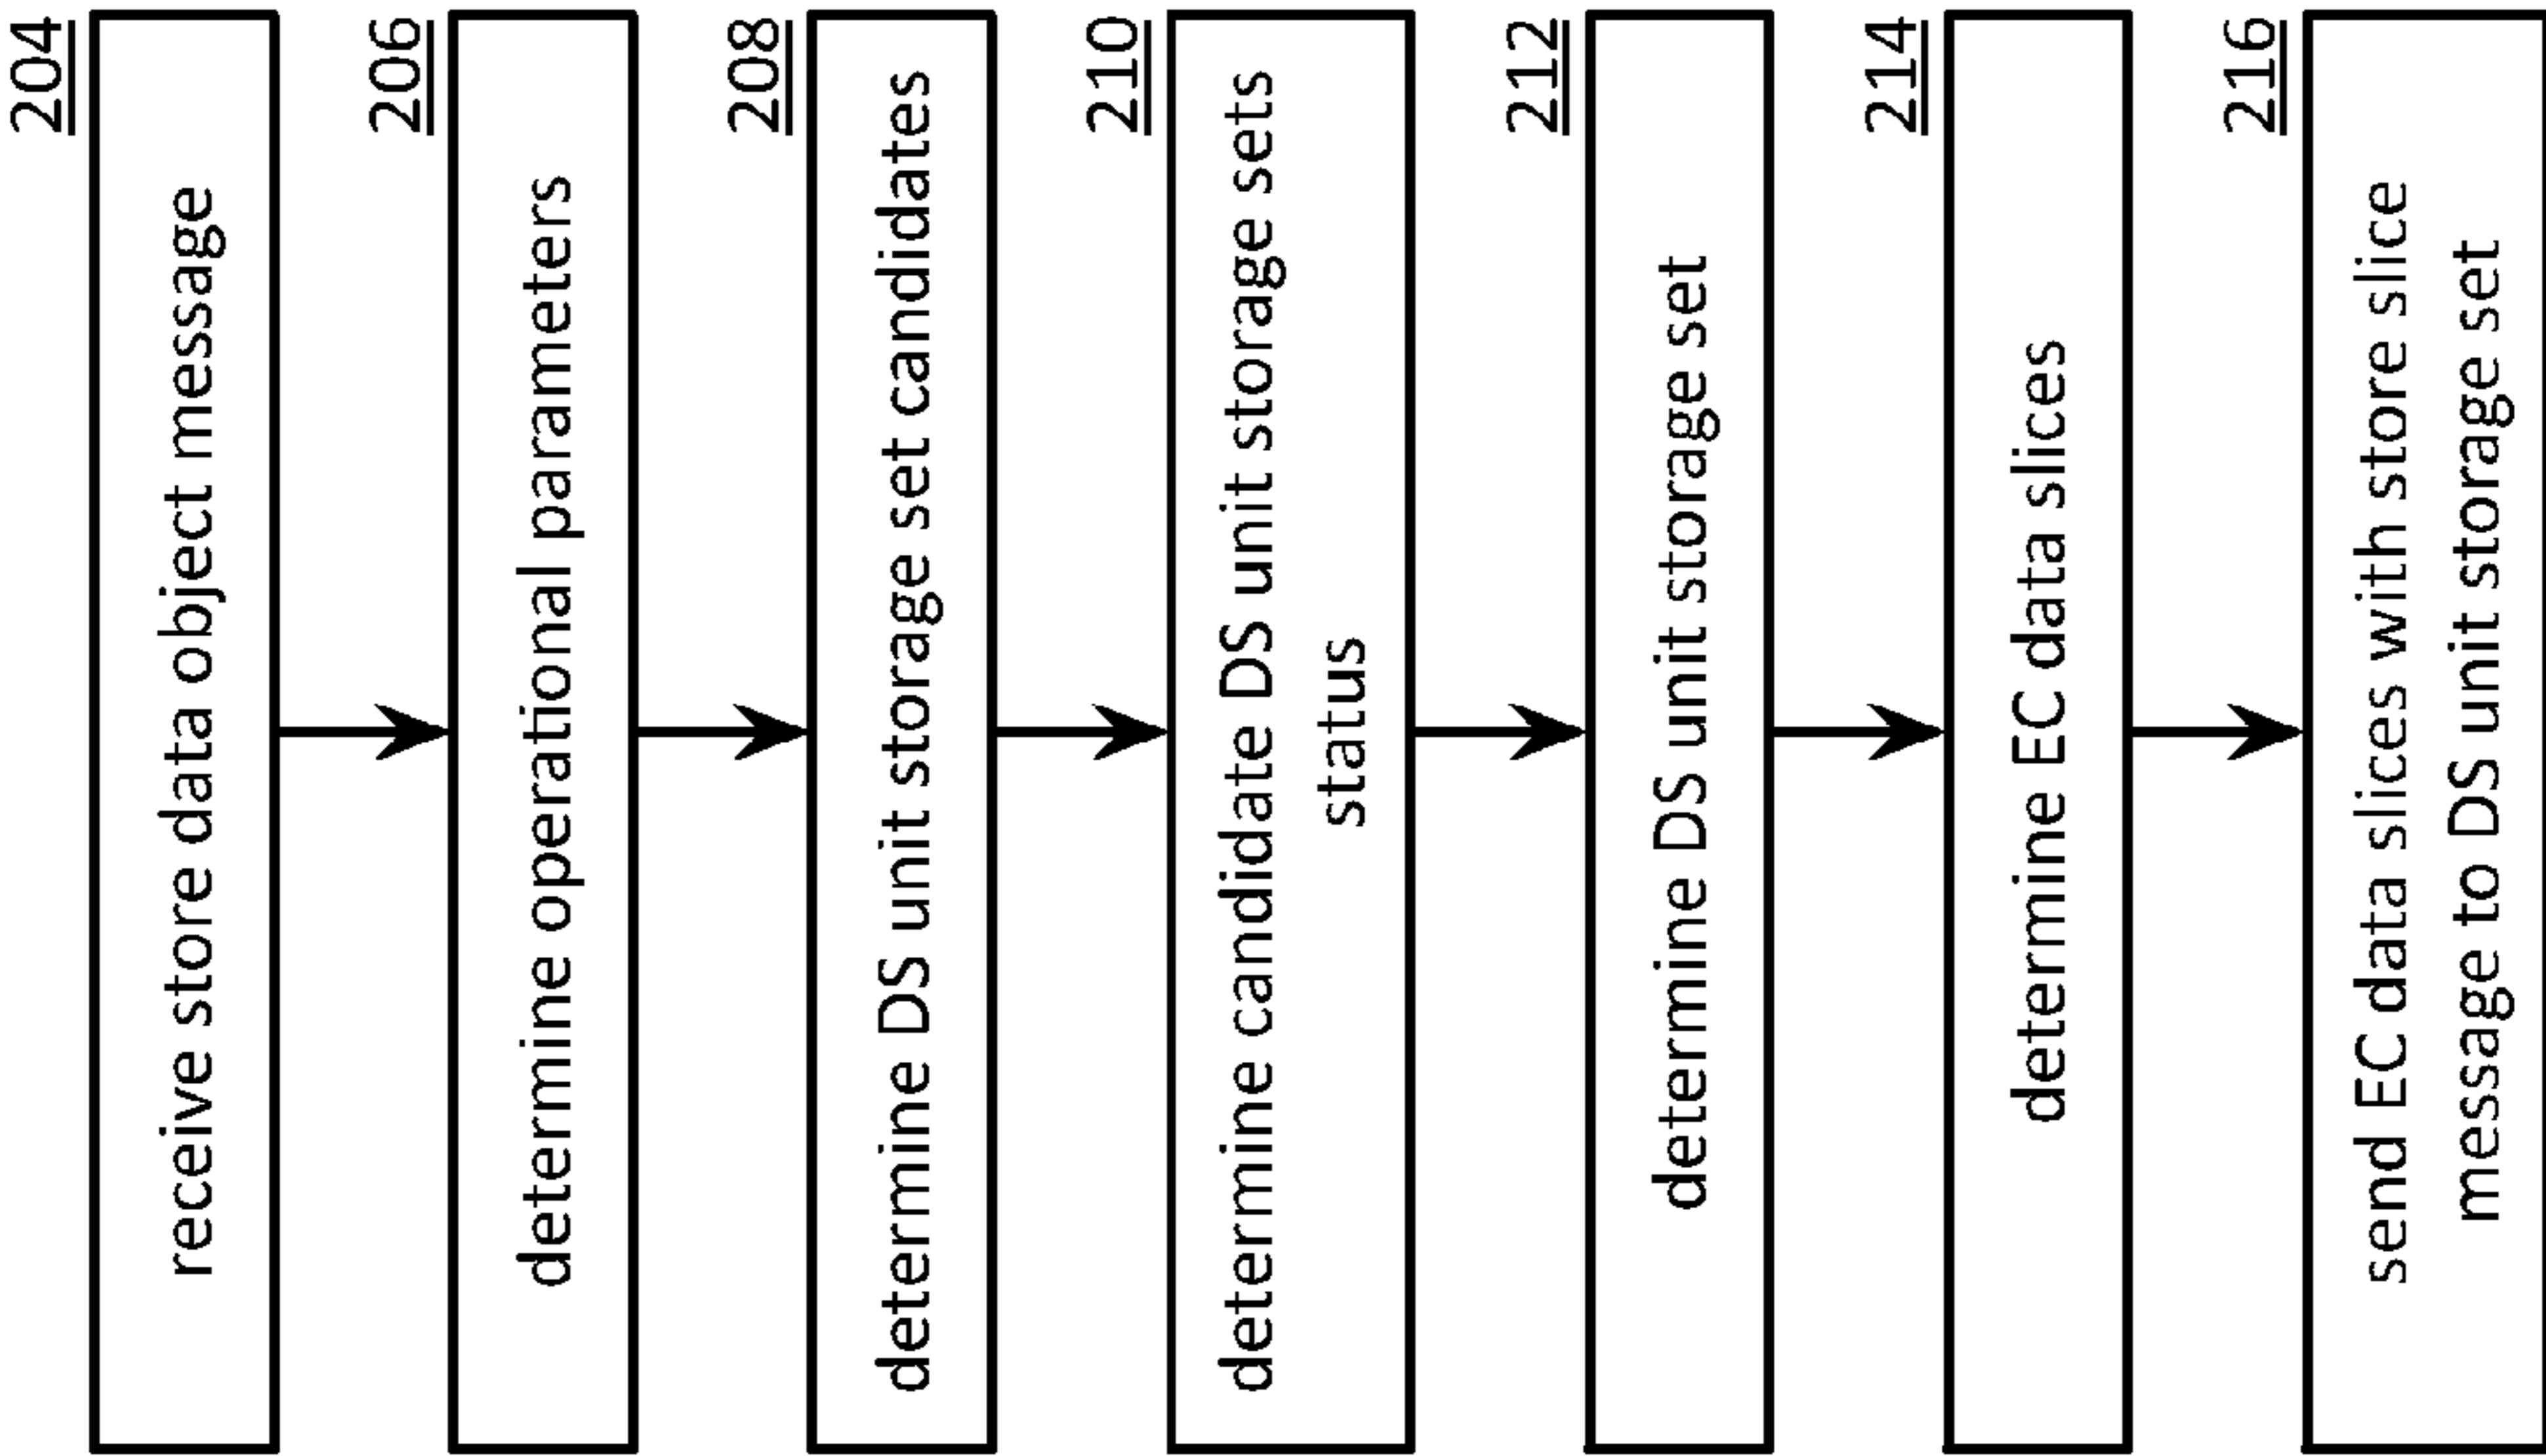 204
receive store data object message
206
determine operational parameters
208
determine DS unit storage set candidates
210
determine candidate DS unit storage sets
status
212
determine DS unit storage set
214
determine EC data slices
216
send EC data slices with store slice
message to DS unit storage set